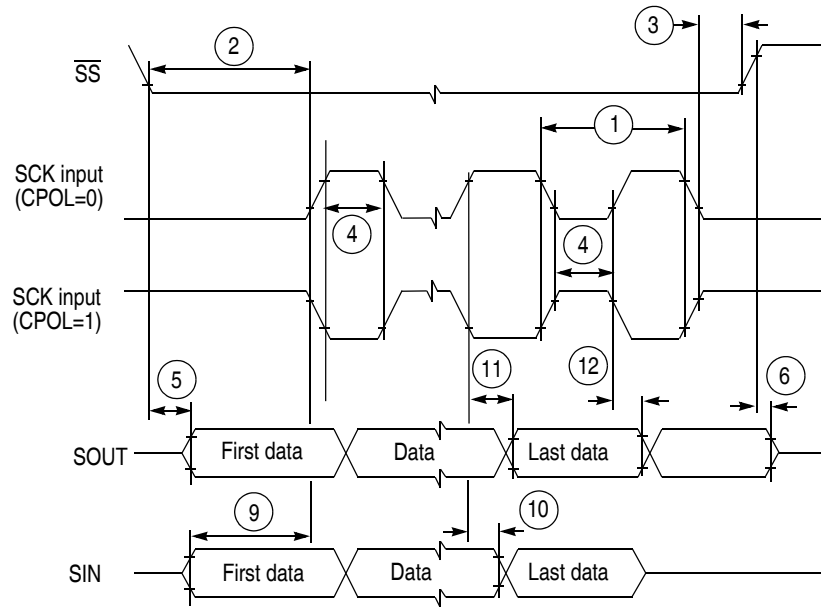 3
2
SS
1
SCK input
(CPOL=0)
4
4
SCK input
(CPOL=1)
5
11
12
6
SOUT
First data
Data
Last data
9
10
SIN
First data
Data
Last data